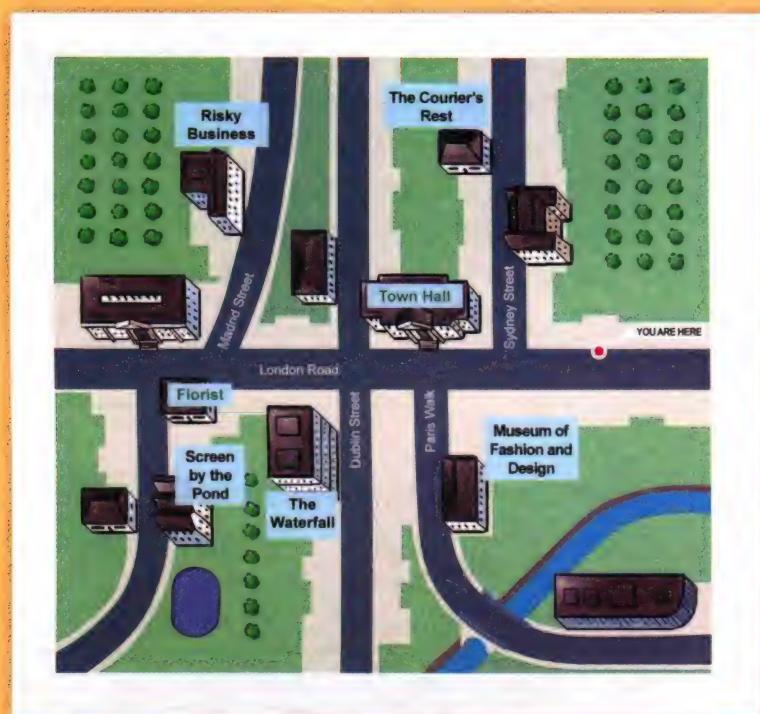 Risky
Business
The Courier's
Rest
Town Hall
Madrid Street
Sydney Street
YOU ARE HERE
London Road
Florist
Dublin Street
Paris Walk
Museum of
Fashion and
Design
Screen
by the
Pond
The
Waterfall